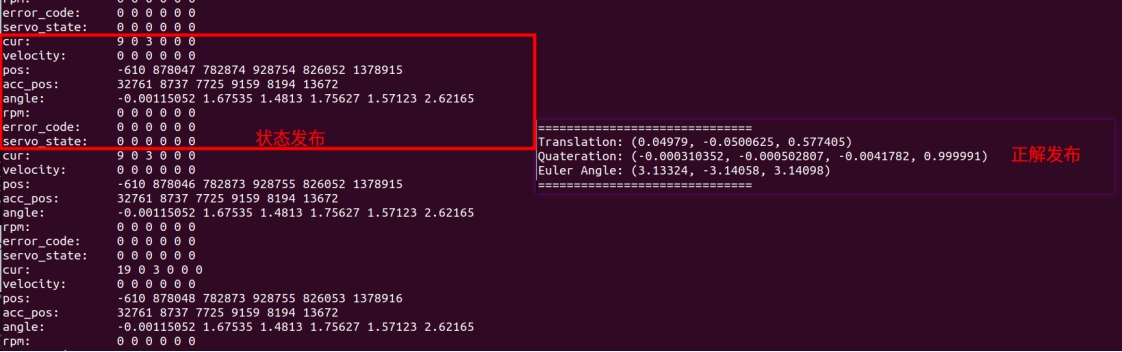 rpm: 0 0 0 0 0 0
error_code: 0 0 0 0 0 0
servo_state: 0 0 0 0 0 0
cur: 9 0 3 0 0 0
velocity: 0 0 0 0 0 0
pos: -610 878047 782874 928754 826052 1378915
acc_pos: 32761 8737 7725 9159 8194 13672
angle: -0.00115052 1.67535 1.4813 1.75627 1.57123 2.62165
rpm: 0 0 0 0 0 0
error_code: 0 0 0 0 0 0
servo_state: 0 0 0 0 0 0
状态发布
cur: 9 0 3 0 0 0
velocity: 0 0 0 0 0 0
pos: -610 878046 782873 928755 826052 1378915
acc_pos: 32761 8737 7725 9159 8194 13672
angle: -0.00115052 1.67535 1.4813 1.75627 1.57123 2.62165
rpm: 0 0 0 0 0 0
error_code: 0 0 0 0 0 0
servo_state: 0 0 0 0 0 0
cur: 19 0 3 0 0 0
velocity: 0 0 0 0 0 0
pos: -610 878048 782873 928755 826053 1378916
acc_pos: 32761 8737 7725 9159 8194 13672
angle: -0.00115052 1.67535 1.4813 1.75627 1.57123 2.62165
rpm: 0 0 0 0 0 0
==============================
Translation: (0.04979, -0.0500625, 0.577405)
Quateration: (-0.000310352, -0.000502807, -0.0041782, 0.999991)
Euler Angle: (3.13324, -3.14058, 3.14098)
==============================
正解发布